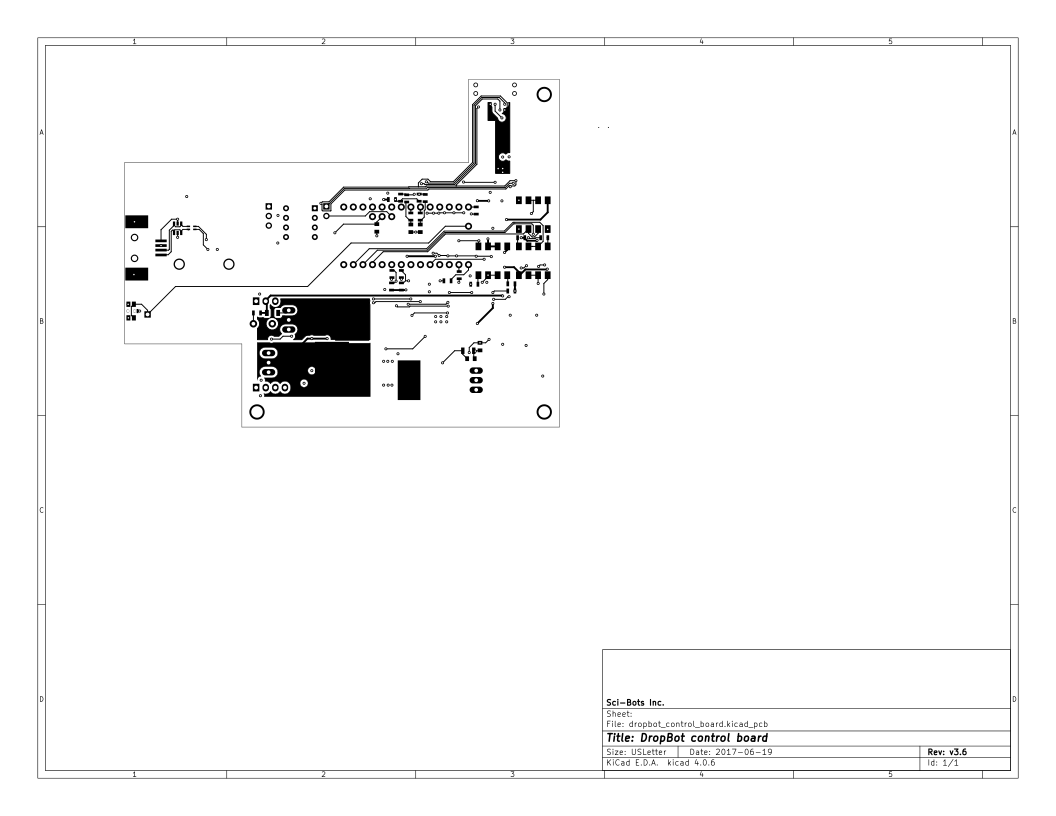 1 2 3 4 5
A A
B B
C C
D D
Sci-Bots Inc.
Sheet:
File: dropbot_control_board.kicad_pcb
Title: DropBot control board
Size: USLetter Date: 2017-06-19 Rev: v3.6
KiCad E.D.A. kicad 4.0.6 Id: 1/1
1 2 3 4 5